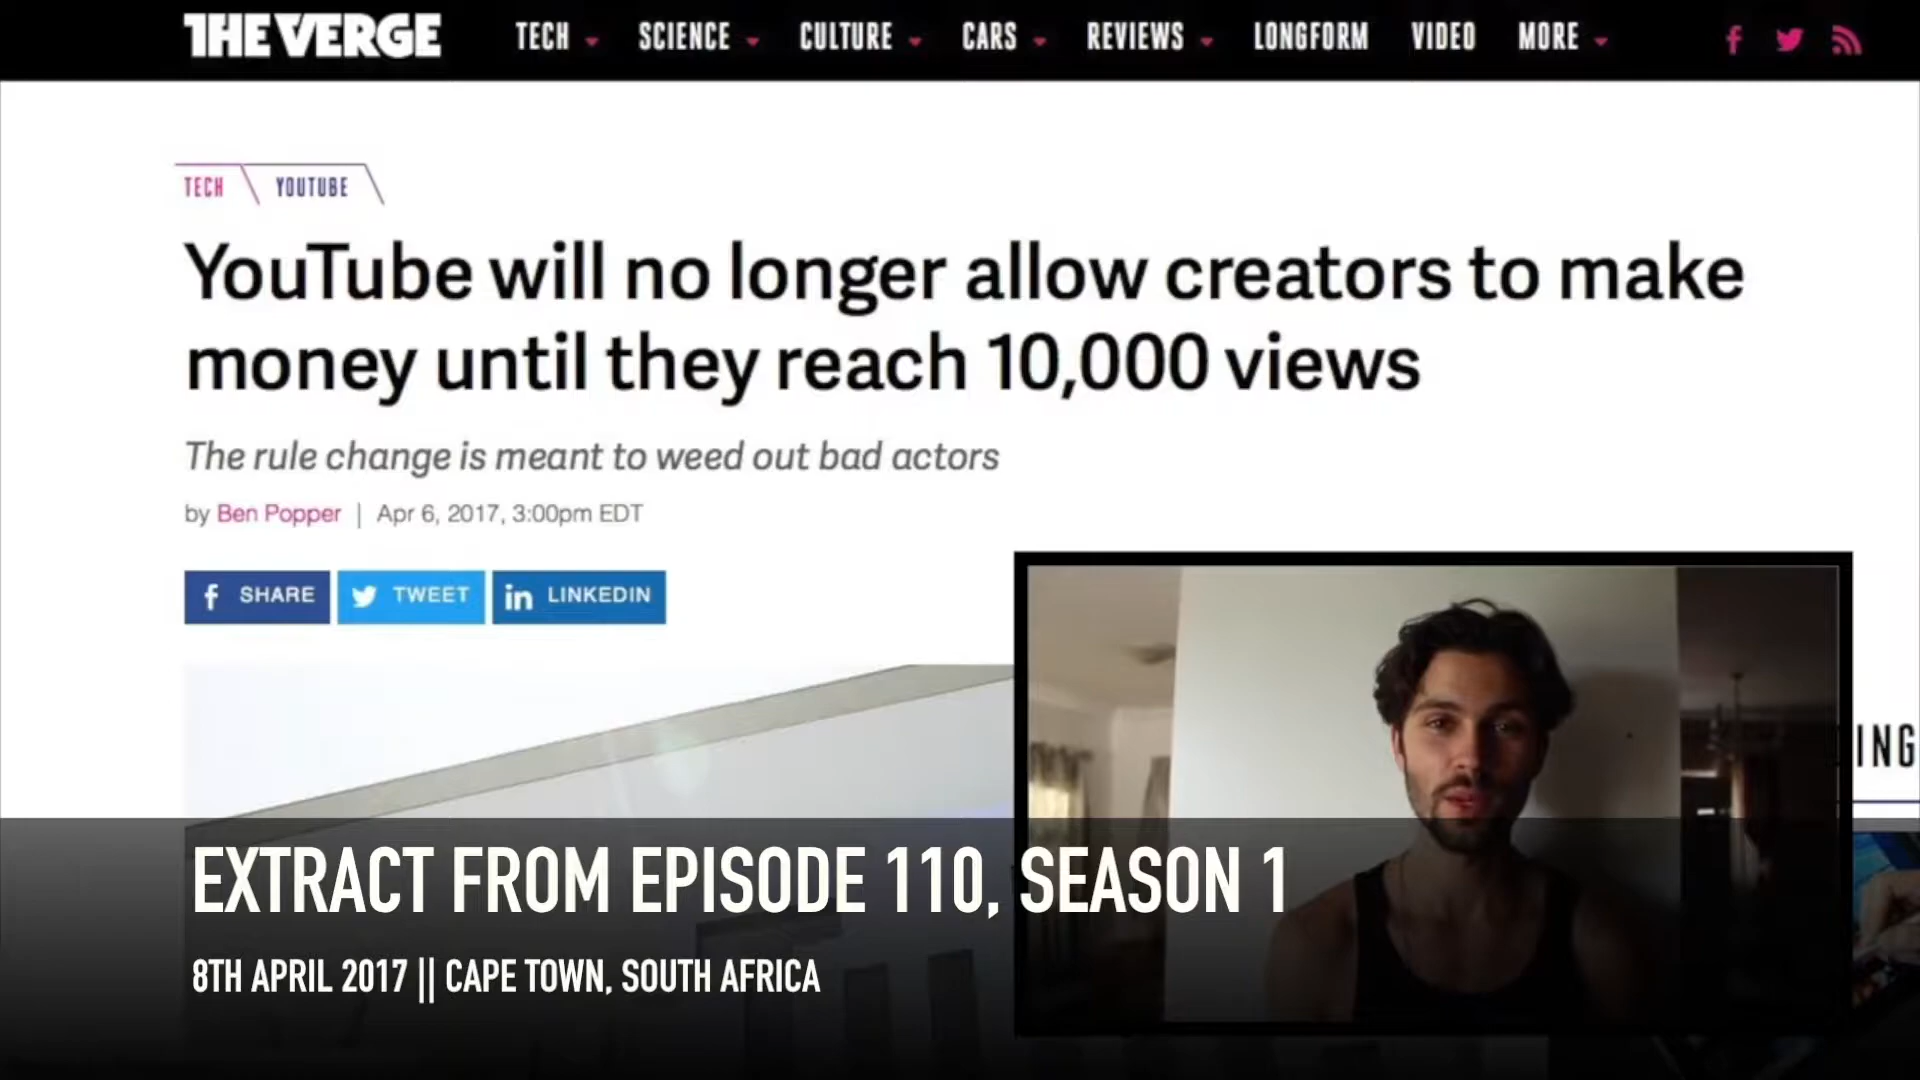 THE VERGE
TECH SCIENCE CULTURE CARS REVIEWS LONGFORM VIDEO MORE
TECH YOUTUBE
YouTube will no longer allow creators to make
money until they reach 10,000 views
The rule change is meant to weed out bad actors
by Ben Popper | Apr 6, 2017, 3:00pm EDT
f SHARE TWEET in LINKEDIN
ING
EXTRACT FROM EPISODE 110, SEASON 1
8TH APRIL 2017 || CAPE TOWN, SOUTH AFRICA